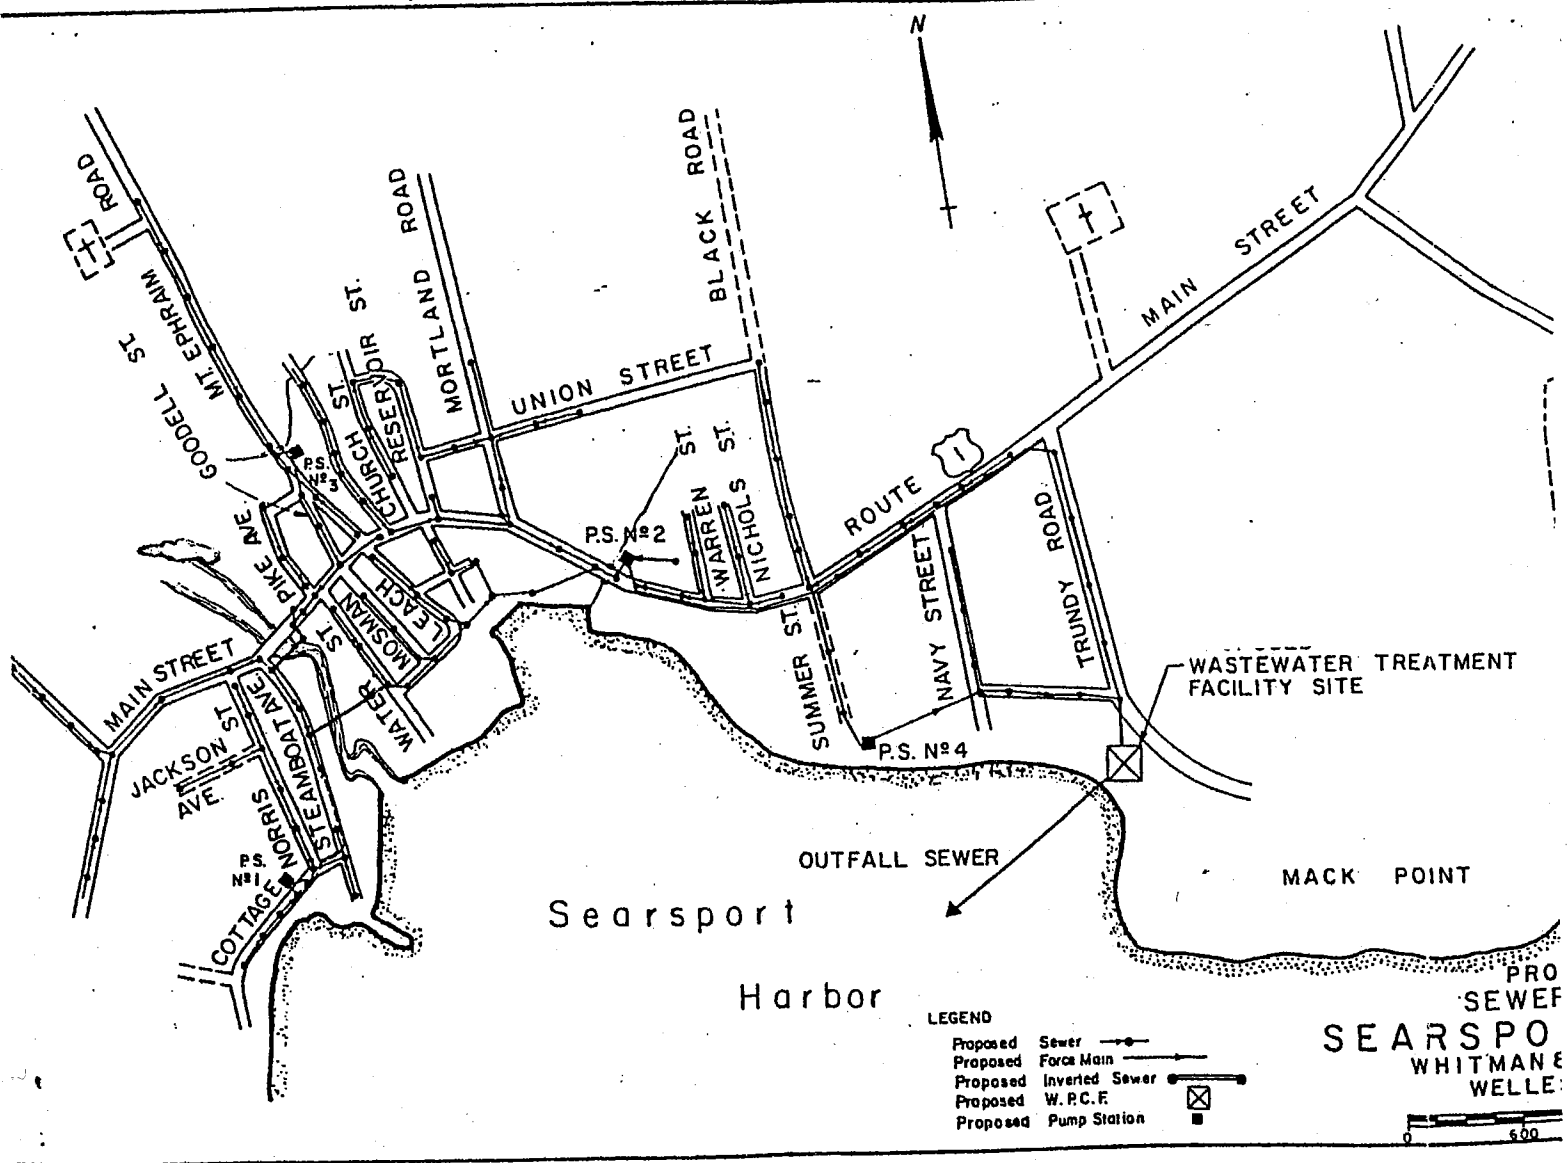 N
ROAD
MT. EPHRAIM
GOODELL ST.
CHURCH ST
RESERVOIR ST.
MORTLAND ROAD
UNION STREET
BLACK ROAD
MAIN STREET
ROUTE
1
P.S.
Nº3
P.S. Nº2
ST.
WARREN
NICHOLS ST.
PIKE AVE.
LEACH
MOSMAN
WATER ST
MAIN STREET
JACKSON
AVE.
NORRIS ST
STEAMBOAT AVE
P.S.
Nº1
COTTAGE
SUMMER ST.
NAVY STREET
TRUNDY ROAD
P.S. Nº4
WASTEWATER TREATMENT
FACILITY SITE
OUTFALL SEWER
MACK POINT
Searsport
Harbor
LEGEND
Proposed Sewer
Proposed Force Main
Proposed Inverted Sewer
Proposed W.P.C.F.
Proposed Pump Station
PRO
SEWER
SEARSPO
WHITMAN &
WELLE
0 600